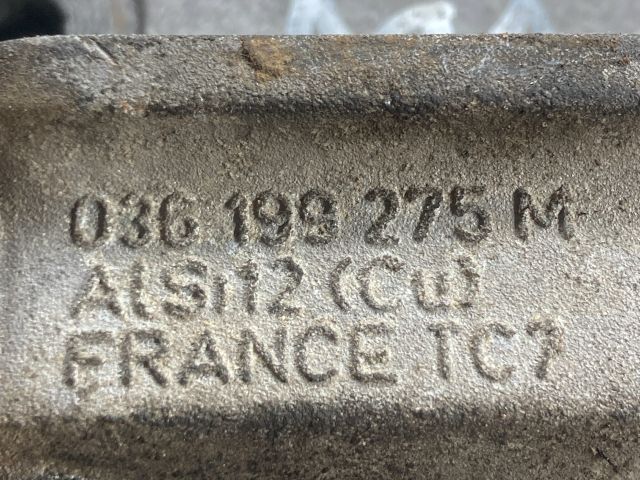 036 199 275 M
AlSi12 (Cu)
FRANCE TC7